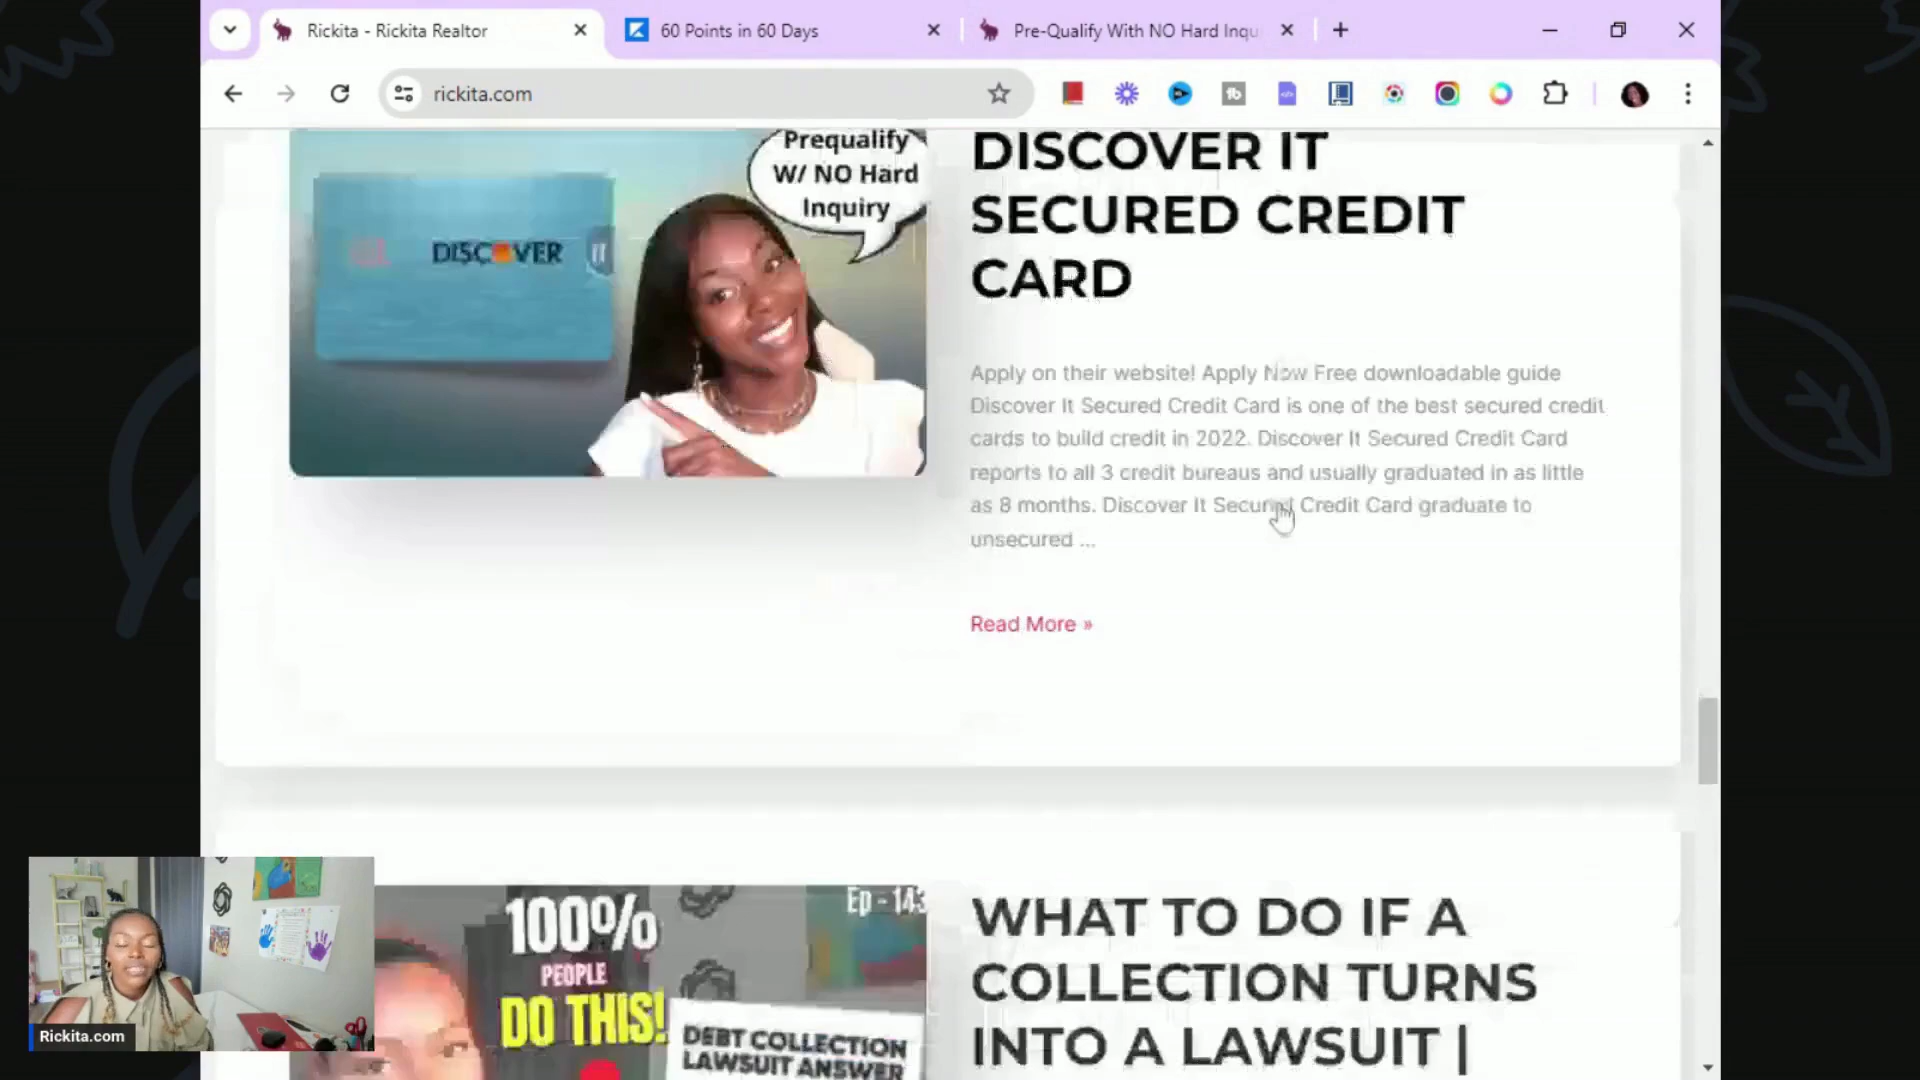 Rickita - Rickita Realtor
60 Points in 60 Days
Pre-Qualify With NO Hard Inqu
rickita.com
Prequalify
W/ NO Hard
Inquiry
DISCOVER
IT
DISCOVER IT
SECURED CREDIT
CARD
Apply on their website! Apply Now Free downloadable guide
Discover It Secured Credit Card is one of the best secured credit
cards to build credit in 2022. Discover It Secured Credit Card
reports to all 3 credit bureaus and usually graduated in as little
as 8 months. Discover It Secured Credit Card graduate to
unsecured ...
Read More »
100%
PEOPLE
DO THIS!
Ep - 143
DEBT COLLECTION
LAWSUIT ANSWER
WHAT TO DO IF A
COLLECTION TURNS
INTO A LAWSUIT |
Rickita.com